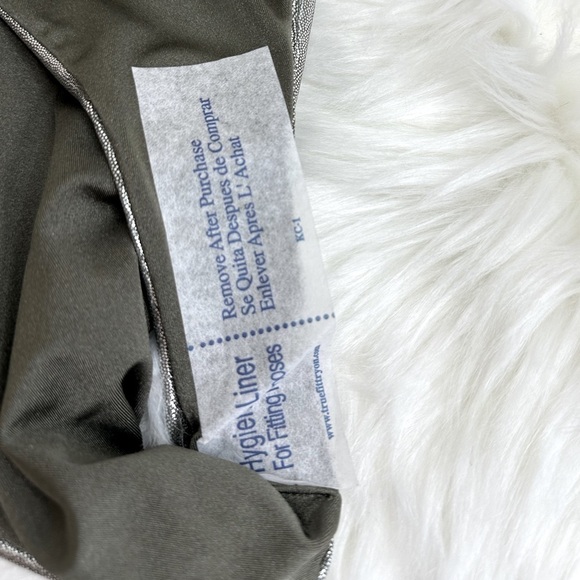 Remove After Purchase
Se Quita Despues de Comprar
Enlever Apres L' Achat
KC-1
Liner
For Fitting
www.truefittryon.com